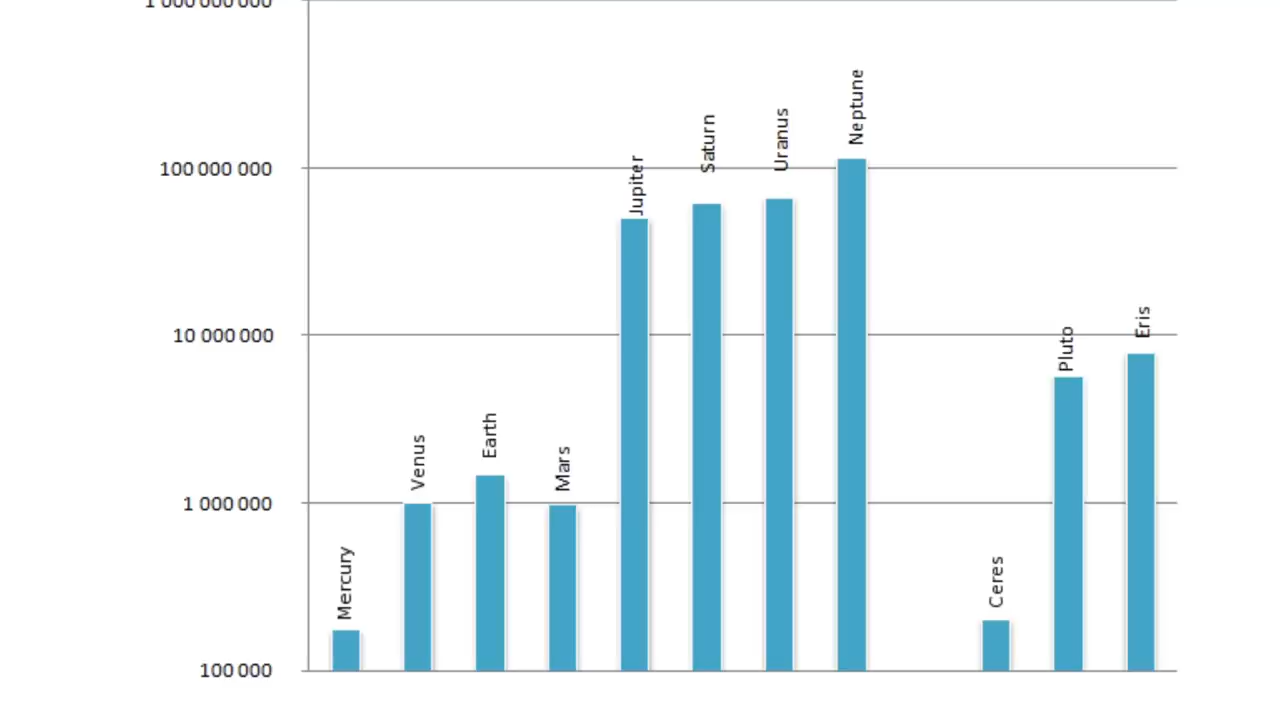 1 000 000 000
100 000 000
10 000 000
1 000 000
100 000
Mercury
Venus
Earth
Mars
Jupiter
Saturn
Uranus
Neptune
Ceres
Pluto
Eris